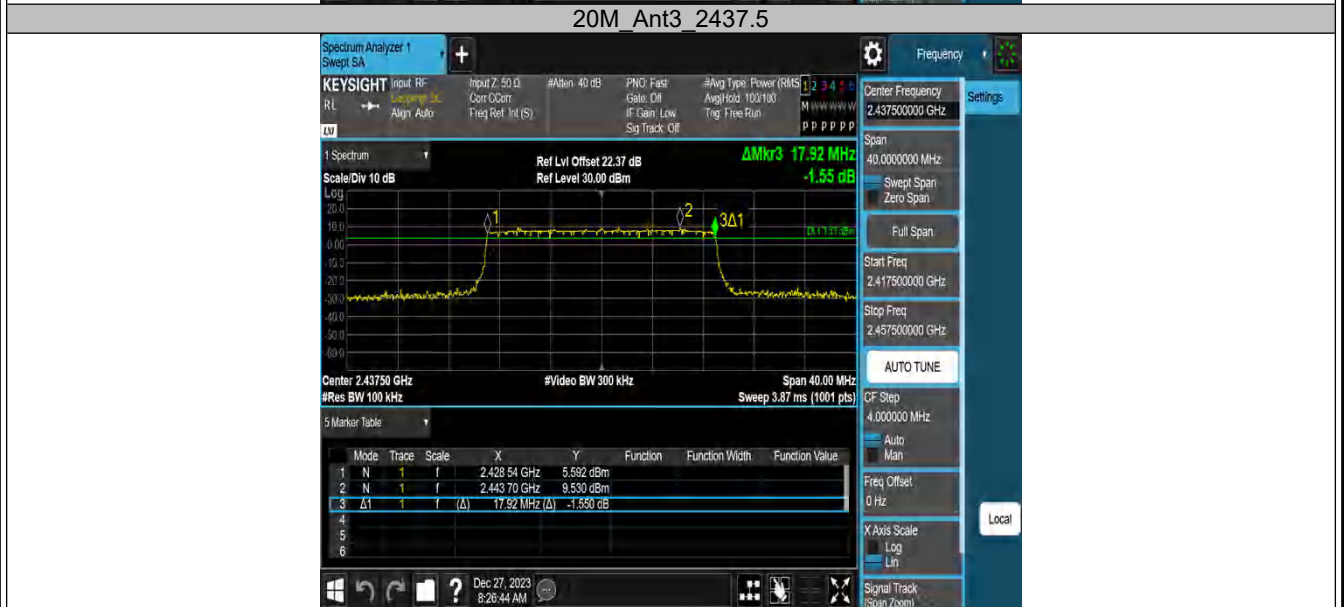 20M_Ant3_2437.5
Spectrum Analyzer 1
Swept SA
+
Frequency
KEYSIGHT Input: RF Input Z: 50 Ω #Atten: 40 dB PNO: Fast #Avg Type: Power (RMS 1 2 3 4 5 6
RL Coupling: DC Corr CCorr Gate: Off Avg|Hold: 100/100 M W W W W W
Align: Auto Freq Ref: Int (S) IF Gain: Low Trig: Free Run
Sig Track: Off P P P P P P
LXI
Center Frequency
2.437500000 GHz
Settings
Span
40.0000000 MHz
Swept Span
Zero Span
Full Span
Start Freq
2.417500000 GHz
Stop Freq
2.457500000 GHz
AUTO TUNE
CF Step
4.000000 MHz
Auto
Man
Freq Offset
0 Hz
X Axis Scale
Log
Lin
Signal Track
(Span Zoom)
Local
1 Spectrum
Scale/Div 10 dB
Ref Lvl Offset 22.37 dB
Ref Level 30.00 dBm
ΔMkr3 17.92 MHz
-1.55 dB
Log
20.0
10.0
0.00
-10.0
-20.0
-30.0
-40.0
-50.0
-60.0
1
2
3Δ1
Center 2.43750 GHz #Video BW 300 kHz Span 40.00 MHz
#Res BW 100 kHz Sweep 3.87 ms (1001 pts)
5 Marker Table
Mode Trace Scale X Y Function Function Width Function Value
1 N 1 f 2.428 54 GHz 5.592 dBm
2 N 1 f 2.443 70 GHz 9.530 dBm
3 Δ1 1 f (Δ) 17.92 MHz (Δ) -1.550 dB
4
5
6
?
Dec 27, 2023
8:26:44 AM